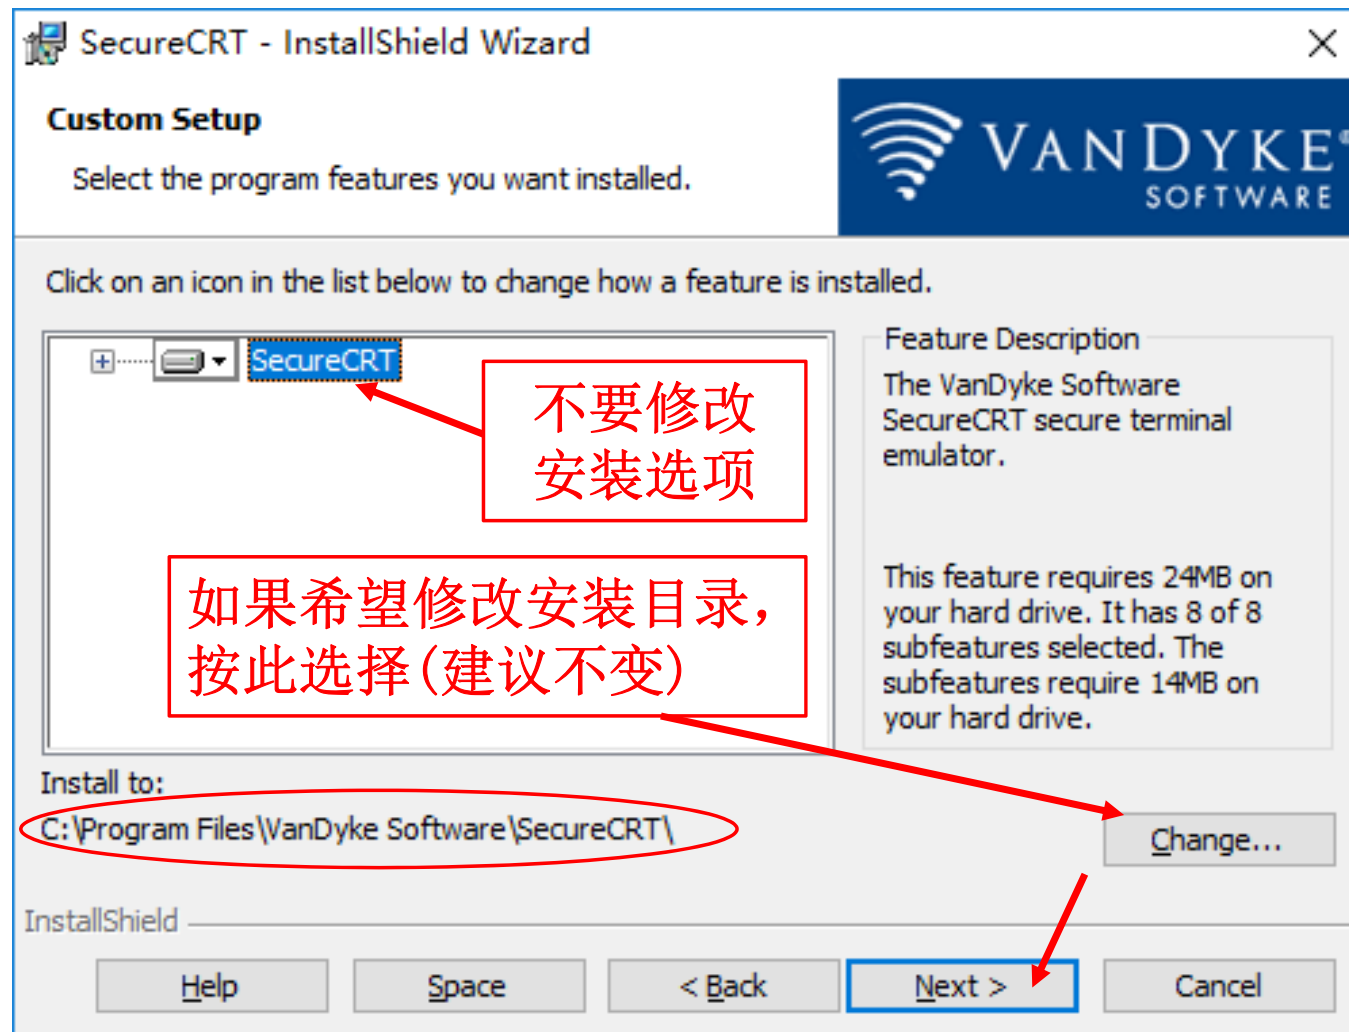 SecureCRT - InstallShield Wizard
Custom Setup
Select the program features you want installed.
VANDYKE®
SOFTWARE
Click on an icon in the list below to change how a feature is installed.
SecureCRT
不要修改
安装选项
如果希望修改安装目录，
按此选择(建议不变)
Feature Description
The VanDyke Software
SecureCRT secure terminal
emulator.
This feature requires 24MB on
your hard drive. It has 8 of 8
subfeatures selected. The
subfeatures require 14MB on
your hard drive.
Install to:
C:\Program Files\VanDyke Software\SecureCRT\
Change...
InstallShield
Help
Space
< Back
Next >
Cancel